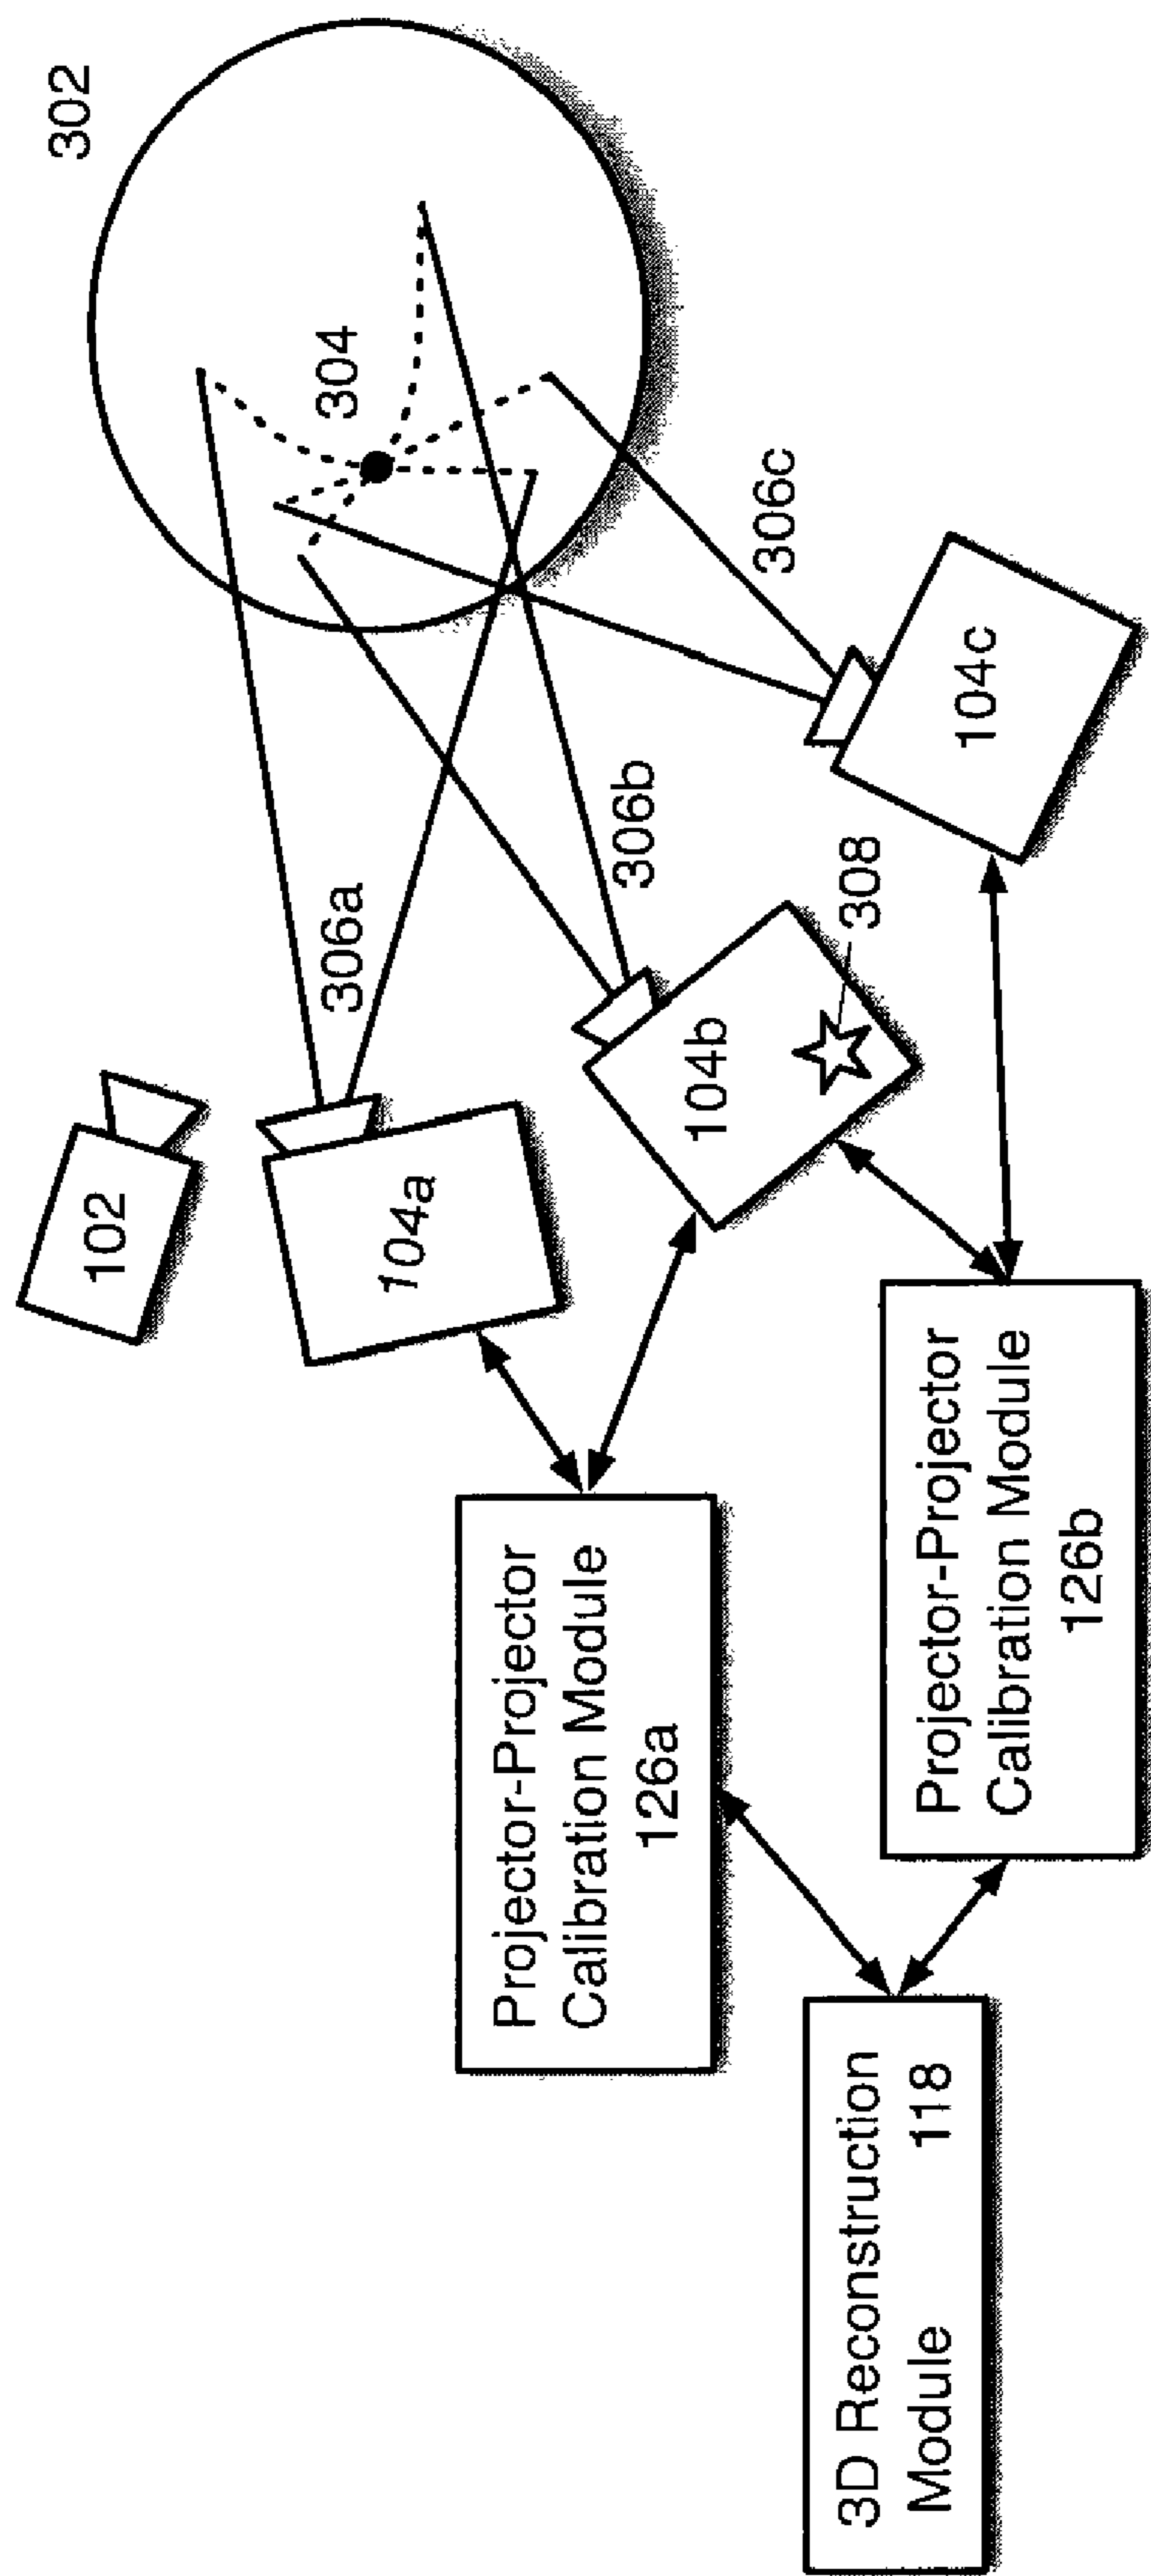 302
304
102
306a
104a
306b
306c
104b
308
104c
Projector-Projector
Calibration Module
126a
Projector-Projector
Calibration Module
126b
3D Reconstruction
Module 118